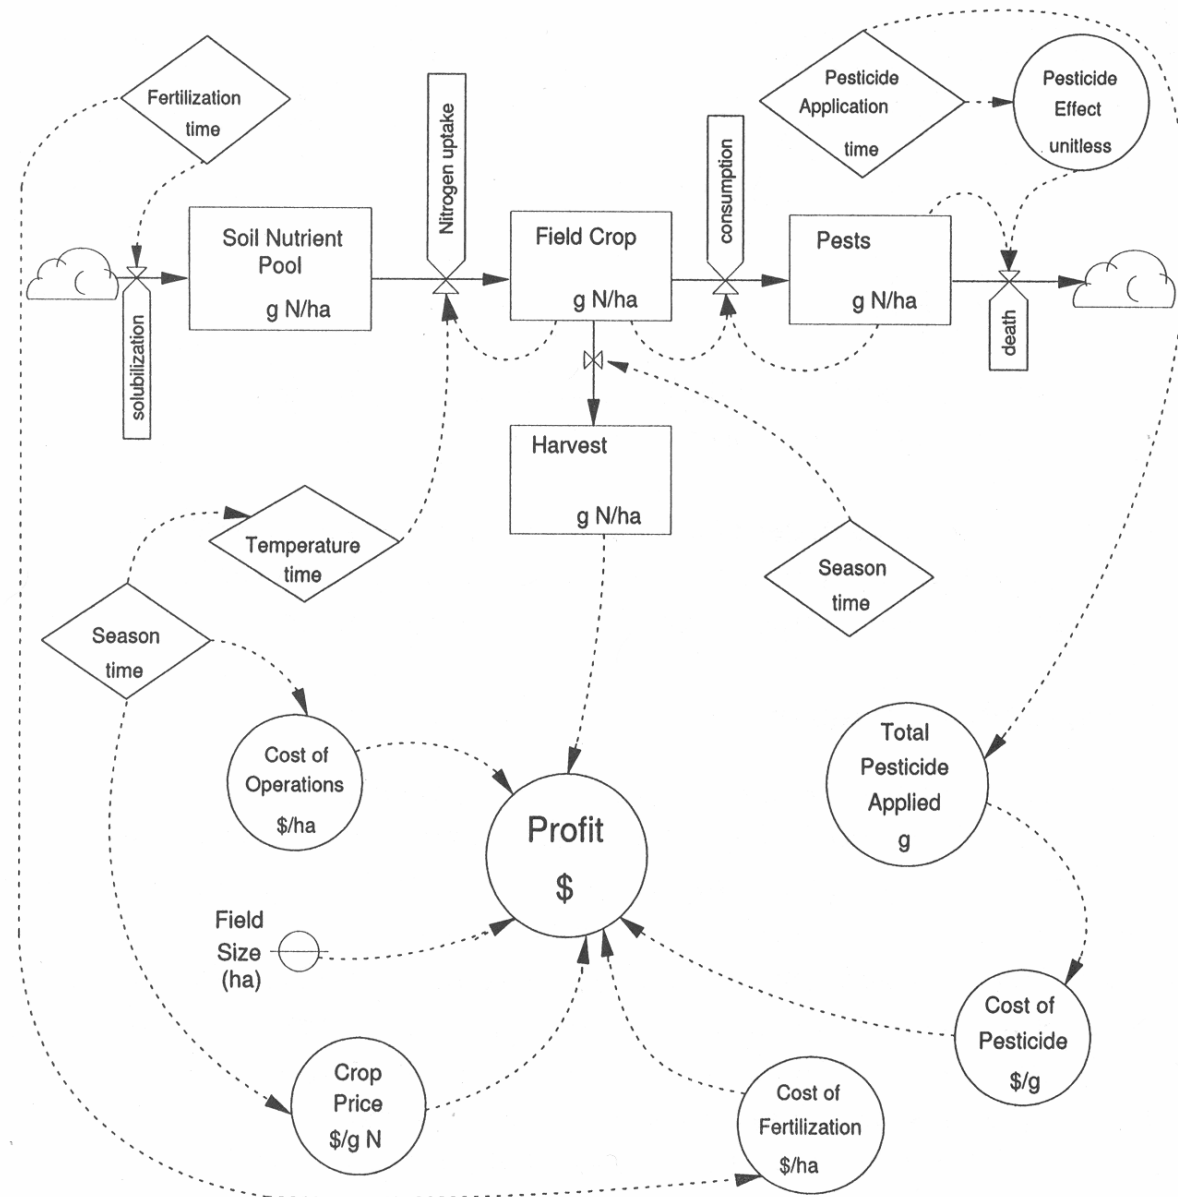 Fertilization
time
Nitrogen uptake
consumption
Pesticide
Application
time
Pesticide
Effect
unitless
Soil Nutrient
Pool
g N/ha
Field Crop
g N/ha
Pests
g N/ha
solubilization
death
Harvest
g N/ha
Temperature
time
Season
time
Season
time
Cost of
Operations
$/ha
Profit
$
Total
Pesticide
Applied
g
Field
Size
(ha)
Cost of
Pesticide
$/g
Crop
Price
$/g N
Cost of
Fertilization
$/ha